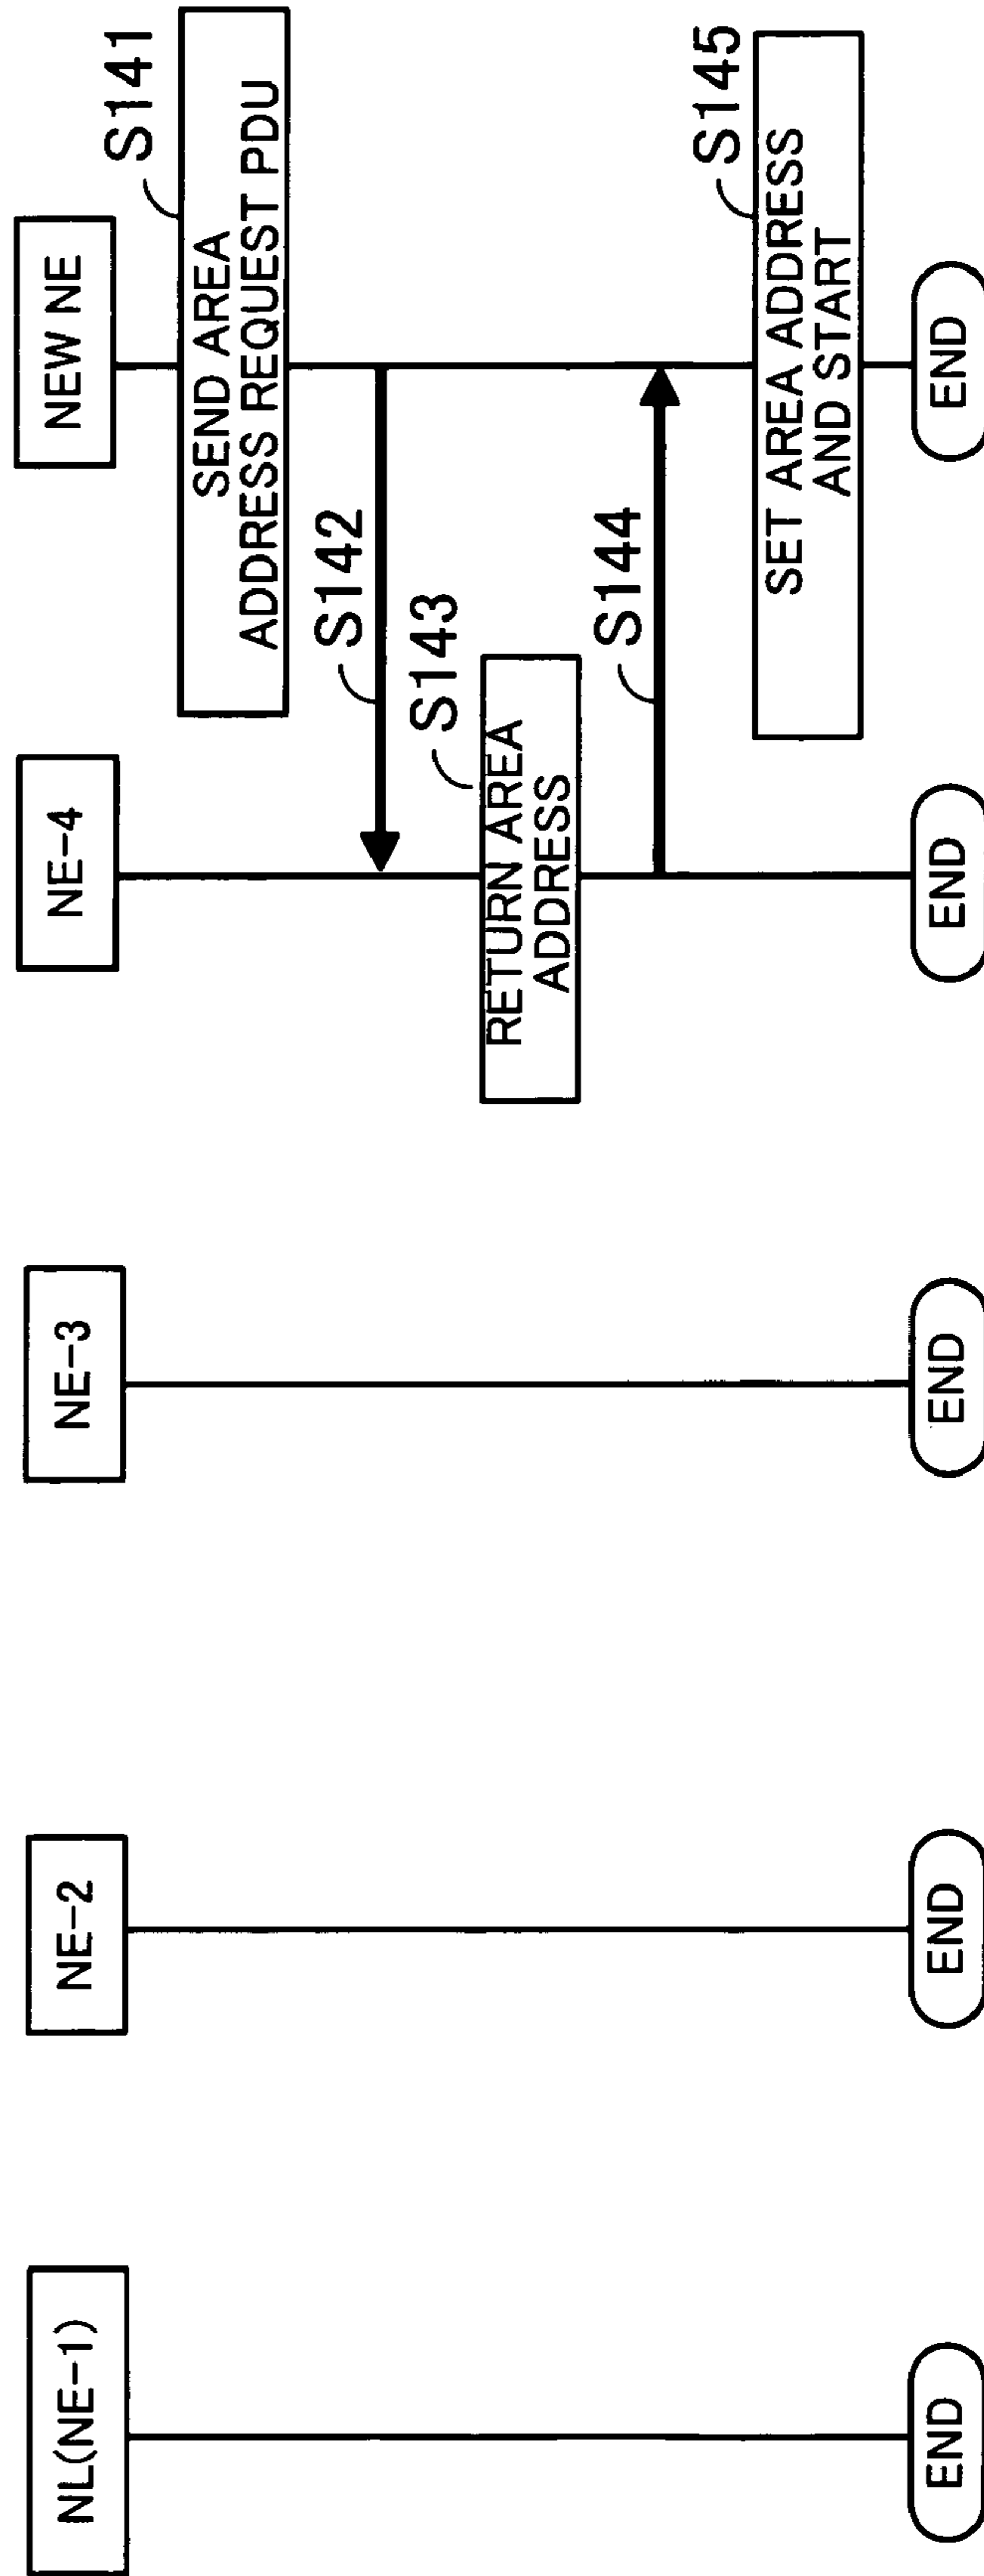 NL(NE-1)
NE-2
NE-3
NE-4
NEW NE
S141
SEND AREA
ADDRESS REQUEST PDU
S142
S143
RETURN AREA
ADDRESS
S144
S145
SET AREA ADDRESS
AND START
END
END
END
END
END